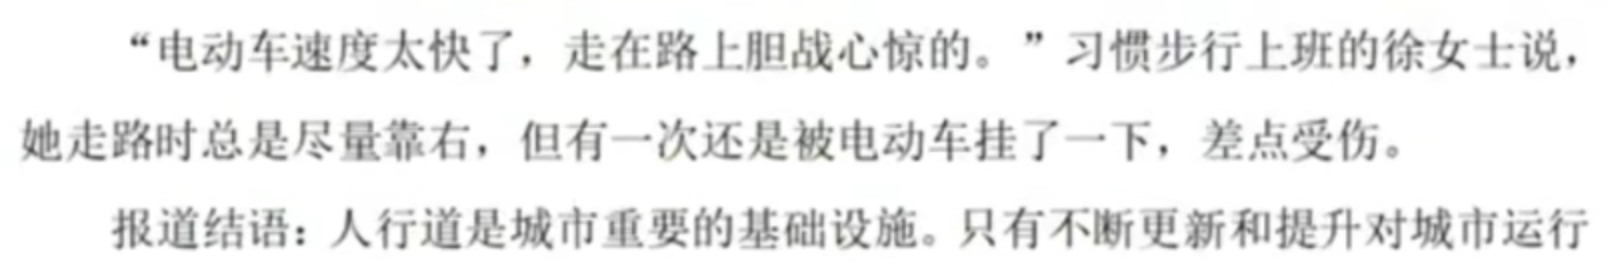 “电动车速度太快了，走在路上胆战心惊的。”习惯步行上班的徐女士说，
她走路时总是尽量靠右，但有一次还是被电动车挂了一下，差点受伤。
报道结语：人行道是城市重要的基础设施。只有不断更新和提升对城市运行